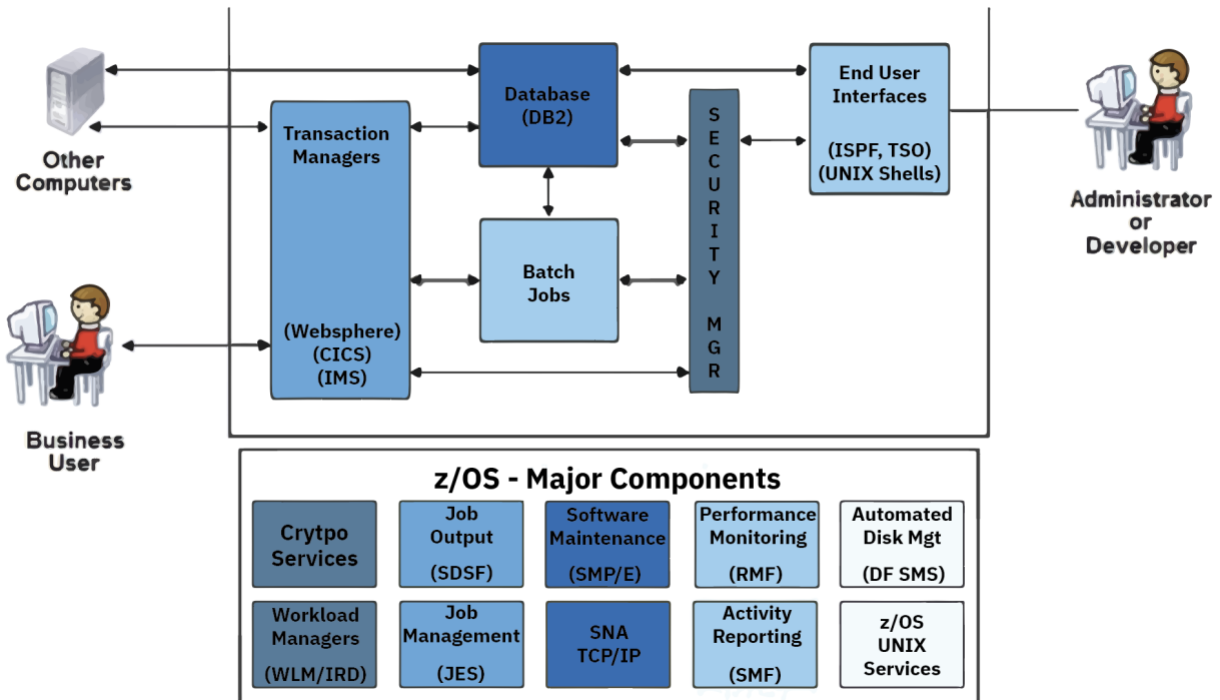 Other
Computers
Business
User
Transaction
Managers
(Websphere)
(CICS)
(IMS)
Database
(DB2)
Batch
Jobs
S
E
C
U
R
I
T
Y
M
G
R
End User
Interfaces
(ISPF, TSO)
(UNIX Shells)
Administrator
or
Developer
z/OS - Major Components
Crytpo
Services
Job
Output
(SDSF)
Software
Maintenance
(SMP/E)
Performance
Monitoring
(RMF)
Automated
Disk Mgt
(DF SMS)
Workload
Managers
(WLM/IRD)
Job
Management
(JES)
SNA
TCP/IP
Activity
Reporting
(SMF)
z/OS
UNIX
Services